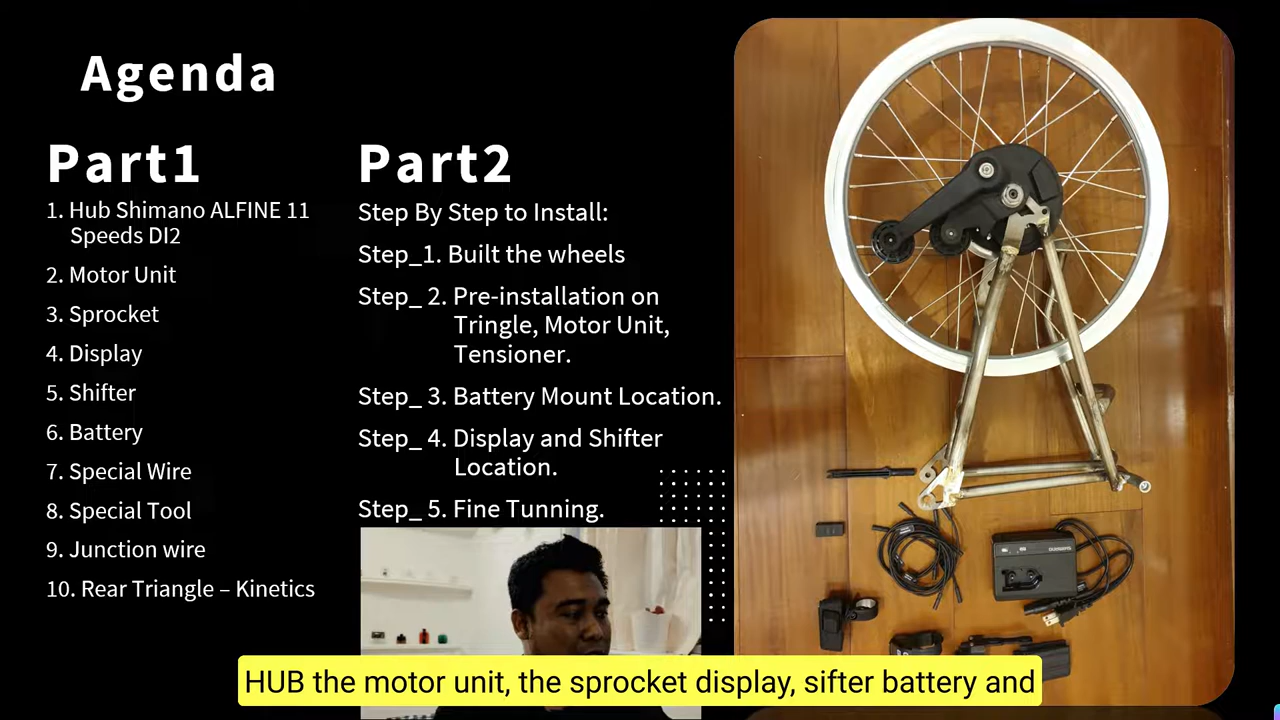 Agenda
Part1
1. Hub Shimano ALFINE 11
Speeds DI2
2. Motor Unit
3. Sprocket
4. Display
5. Shifter
6. Battery
7. Special Wire
8. Special Tool
9. Junction wire
10. Rear Triangle – Kinetics
Part2
Step By Step to Install:
Step_1. Built the wheels
Step_ 2. Pre-installation on
Tringle, Motor Unit,
Tensioner.
Step_ 3. Battery Mount Location.
Step_ 4. Display and Shifter
Location.
Step_ 5. Fine Tunning.
SHIMANO
HUB the motor unit, the sprocket display, sifter battery and